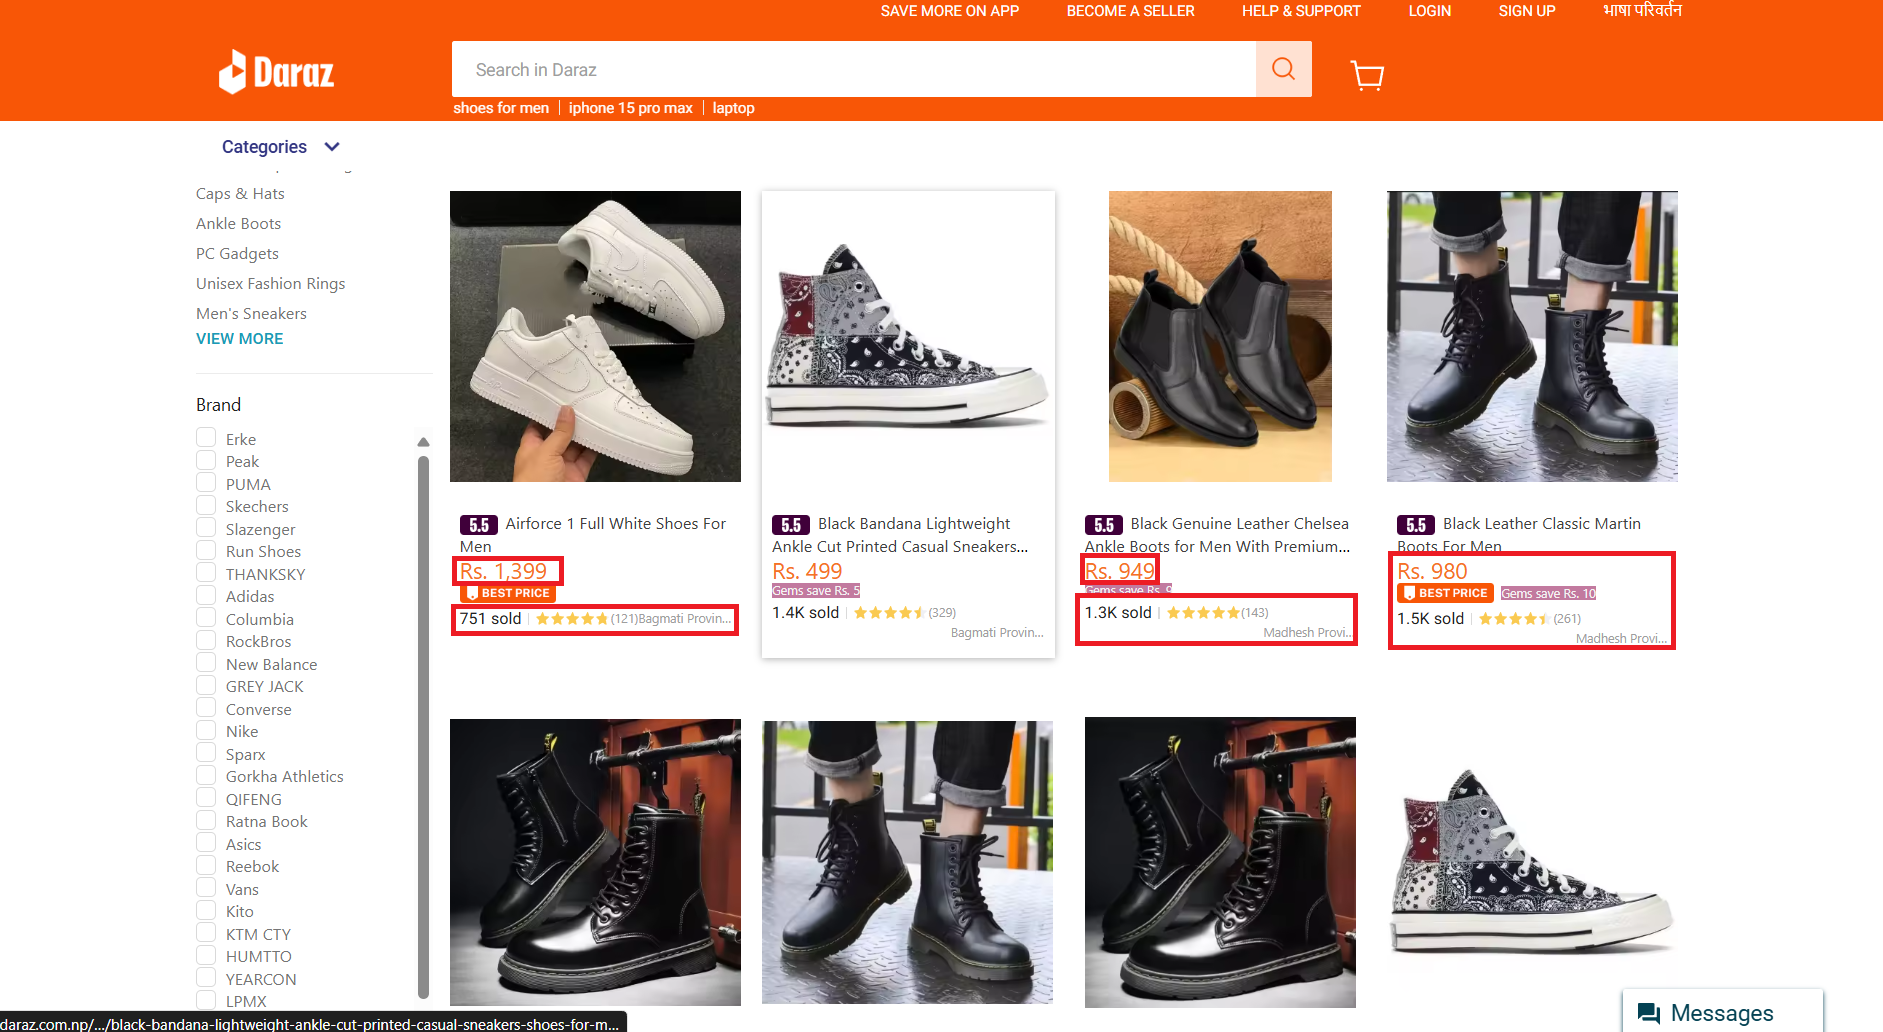 SAVE MORE ON APP
BECOME A SELLER
HELP & SUPPORT
LOGIN
SIGN UP
भाषा परिवर्तन
Daraz
Search in Daraz
shoes for men
iphone 15 pro max
laptop
Categories
Caps & Hats
Ankle Boots
PC Gadgets
Unisex Fashion Rings
Men's Sneakers
VIEW MORE
Brand
Erke
Peak
PUMA
Skechers
Slazenger
Run Shoes
THANKSKY
Adidas
Columbia
RockBros
New Balance
GREY JACK
Converse
Nike
Sparx
Gorkha Athletics
QIFENG
Ratna Book
Asics
Reebok
Vans
Kito
KTM CTY
HUMTTO
YEARCON
LPMX
5.5 Airforce 1 Full White Shoes For
Men
Rs. 1,399
BEST PRICE
751 sold (121) Bagmati Provin...
5.5 Black Bandana Lightweight
Ankle Cut Printed Casual Sneakers...
Rs. 499
Gems save Rs. 5
1.4K sold (329)
Bagmati Provin...
5.5 Black Genuine Leather Chelsea
Ankle Boots for Men With Premium...
Rs. 949
Gems save Rs. 9
1.3K sold (143)
Madhesh Provi...
5.5 Black Leather Classic Martin
Boots For Men
Rs. 980
BEST PRICE Gems save Rs. 10
1.5K sold (261)
Madhesh Provi...
Messages
daraz.com.np/.../black-bandana-lightweight-ankle-cut-printed-casual-sneakers-shoes-for-m...